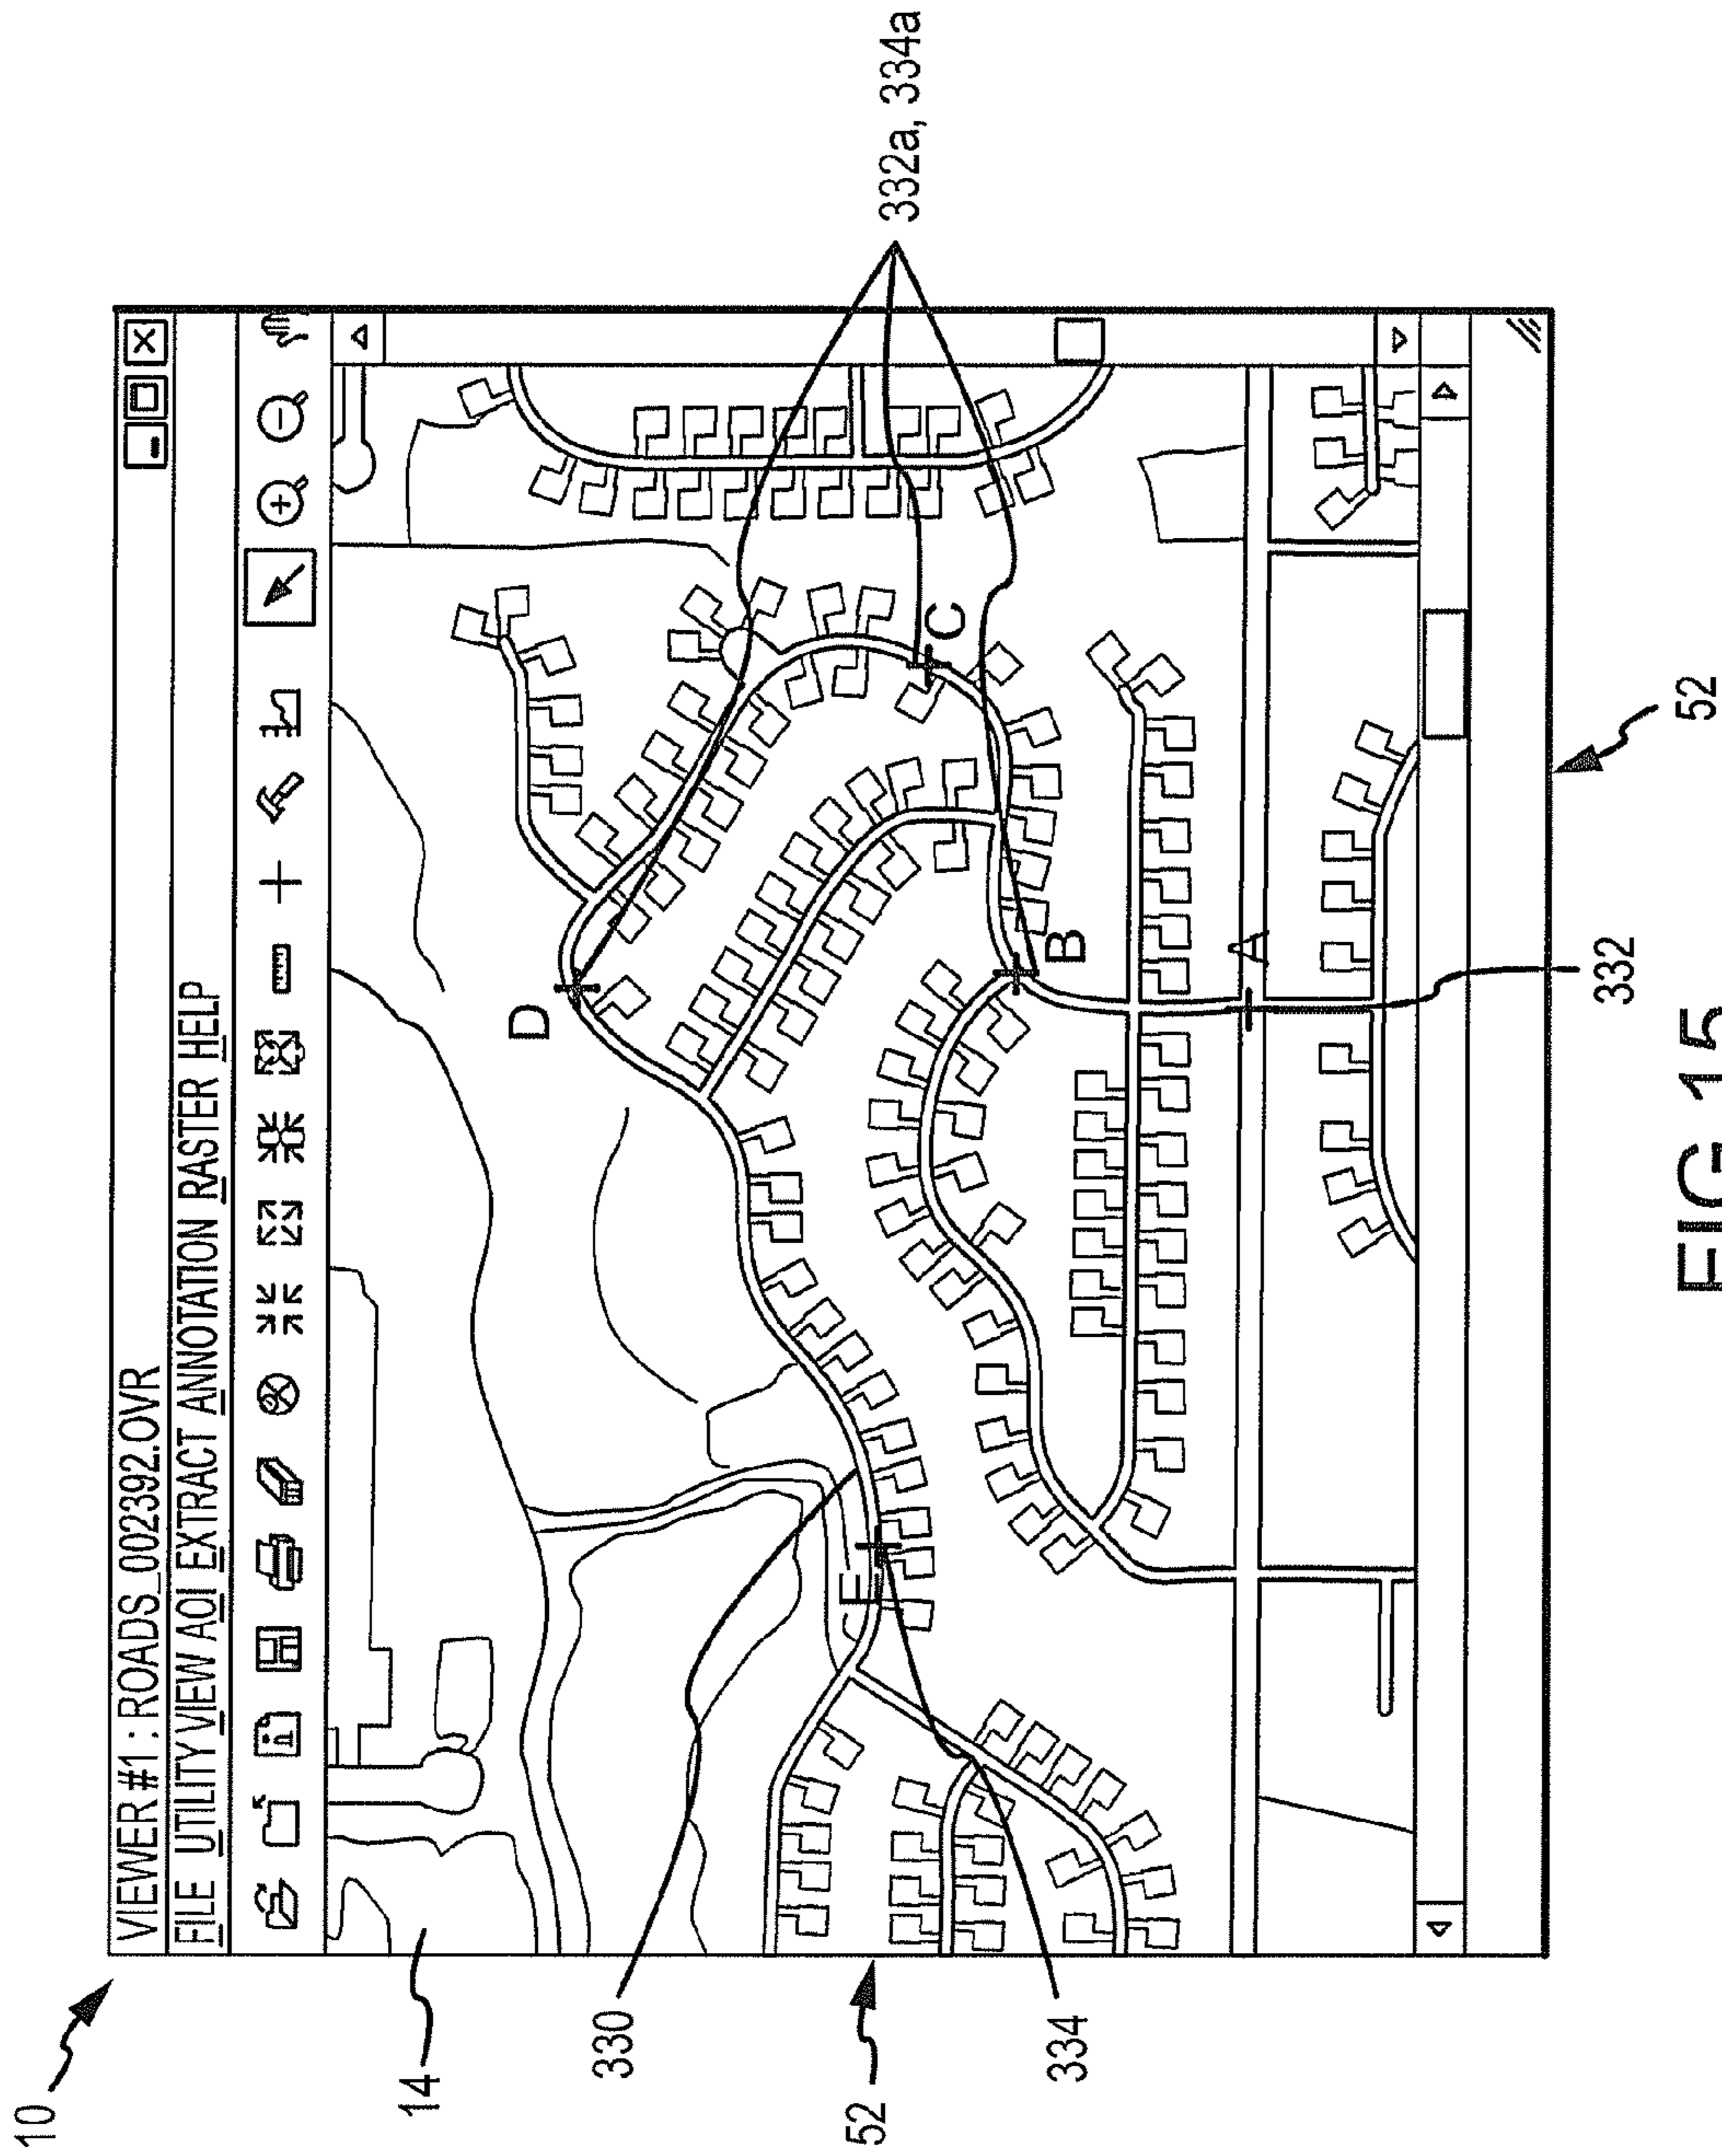 10
VIEWER #1 : ROADS_002392.OVR
FILE UTILITY VIEW AOI EXTRACT ANNOTATION RASTER HELP
14
330
52
334
D
C
B
E
A
332a, 334a
332
52
FIG.15